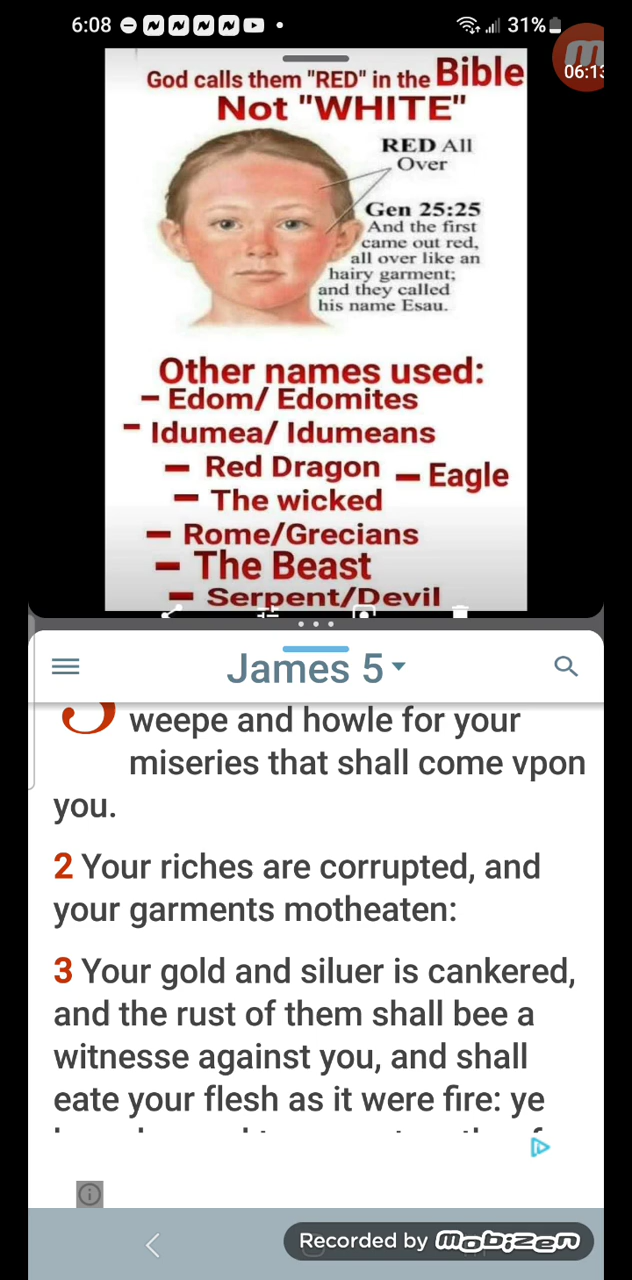 6:08
31%
06:13
God calls them "RED" in the Bible
Not "WHITE"
RED All
Over
Gen 25:25
And the first
came out red,
all over like an
hairy garment;
and they called
his name Esau.
Other names used:
- Edom/ Edomites
- Idumea/ Idumeans
- Red Dragon - Eagle
- The wicked
- Rome/Grecians
- The Beast
- Serpent/Devil
James 5
weepe and howle for your
miseries that shall come vpon
you.
2 Your riches are corrupted, and
your garments motheaten:
3 Your gold and siluer is cankered,
and the rust of them shall bee a
witnesse against you, and shall
eate your flesh as it were fire: ye
Recorded by mobizen